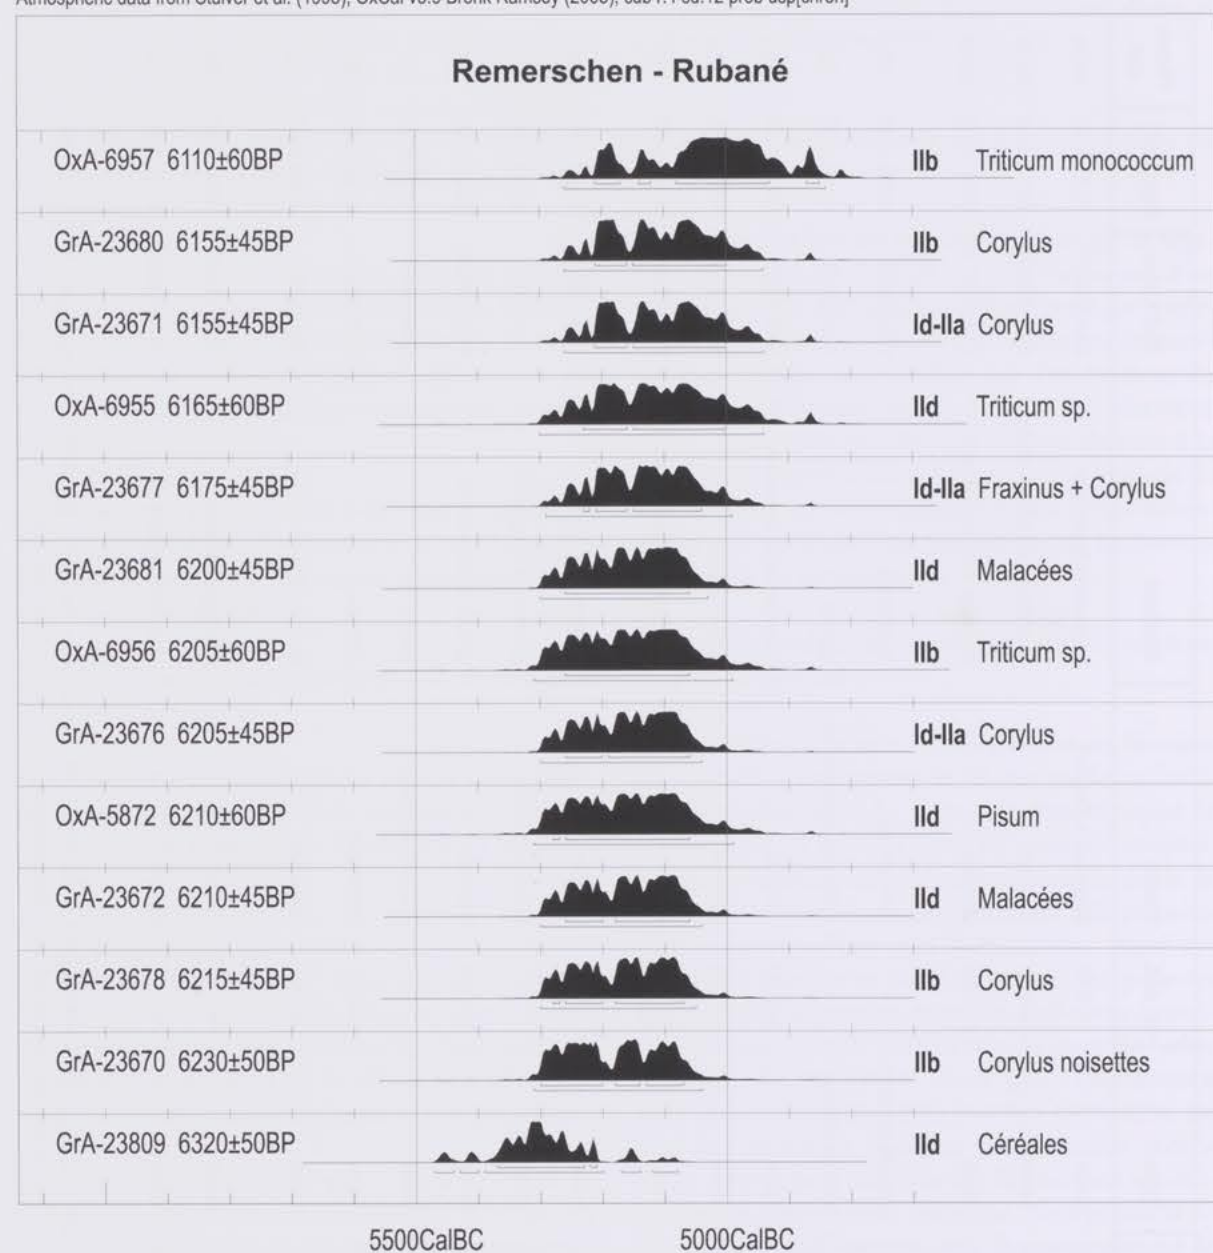 Remerschen - Rubané
OxA-6957 6110±60BP IIb Triticum monococcum
GrA-23680 6155±45BP IIb Corylus
GrA-23671 6155±45BP Id-IIa Corylus
OxA-6955 6165±60BP IId Triticum sp.
GrA-23677 6175±45BP Id-IIa Fraxinus + Corylus
GrA-23681 6200±45BP IId Malacées
OxA-6956 6205±60BP IIb Triticum sp.
GrA-23676 6205±45BP Id-IIa Corylus
OxA-5872 6210±60BP IId Pisum
GrA-23672 6210±45BP IId Malacées
GrA-23678 6215±45BP IIb Corylus
GrA-23670 6230±50BP IIb Corylus noisettes
GrA-23809 6320±50BP IId Céréales
5500CalBC 5000CalBC